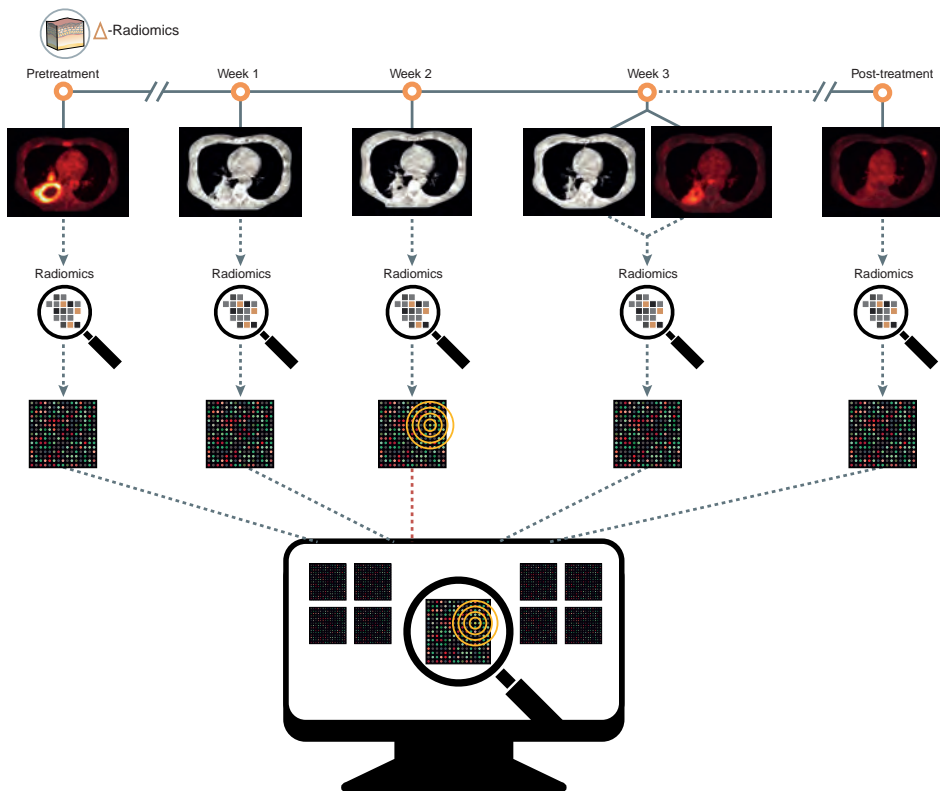 Δ-Radiomics
Pretreatment
Week 1
Week 2
Week 3
Post-treatment
Radiomics
Radiomics
Radiomics
Radiomics
Radiomics